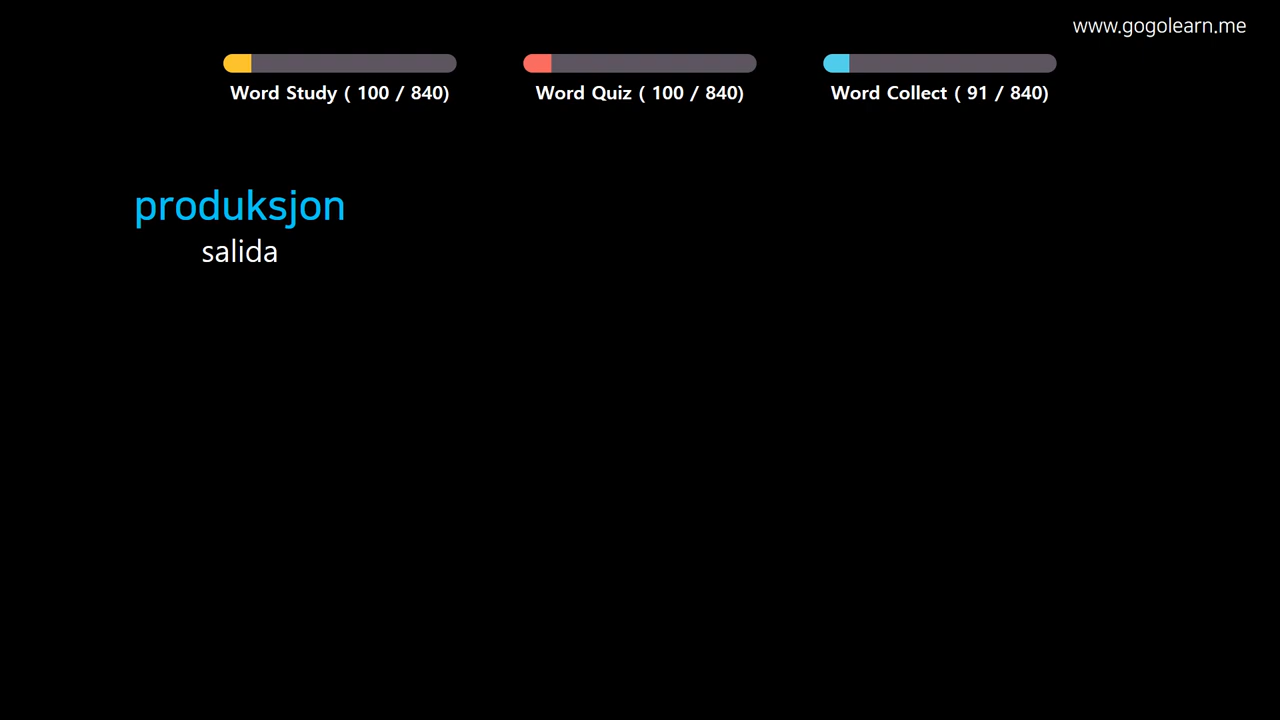 www.gogolearn.me
Word Study ( 100 / 840)
Word Quiz ( 100 / 840)
Word Collect ( 91 / 840)
produksjon
salida